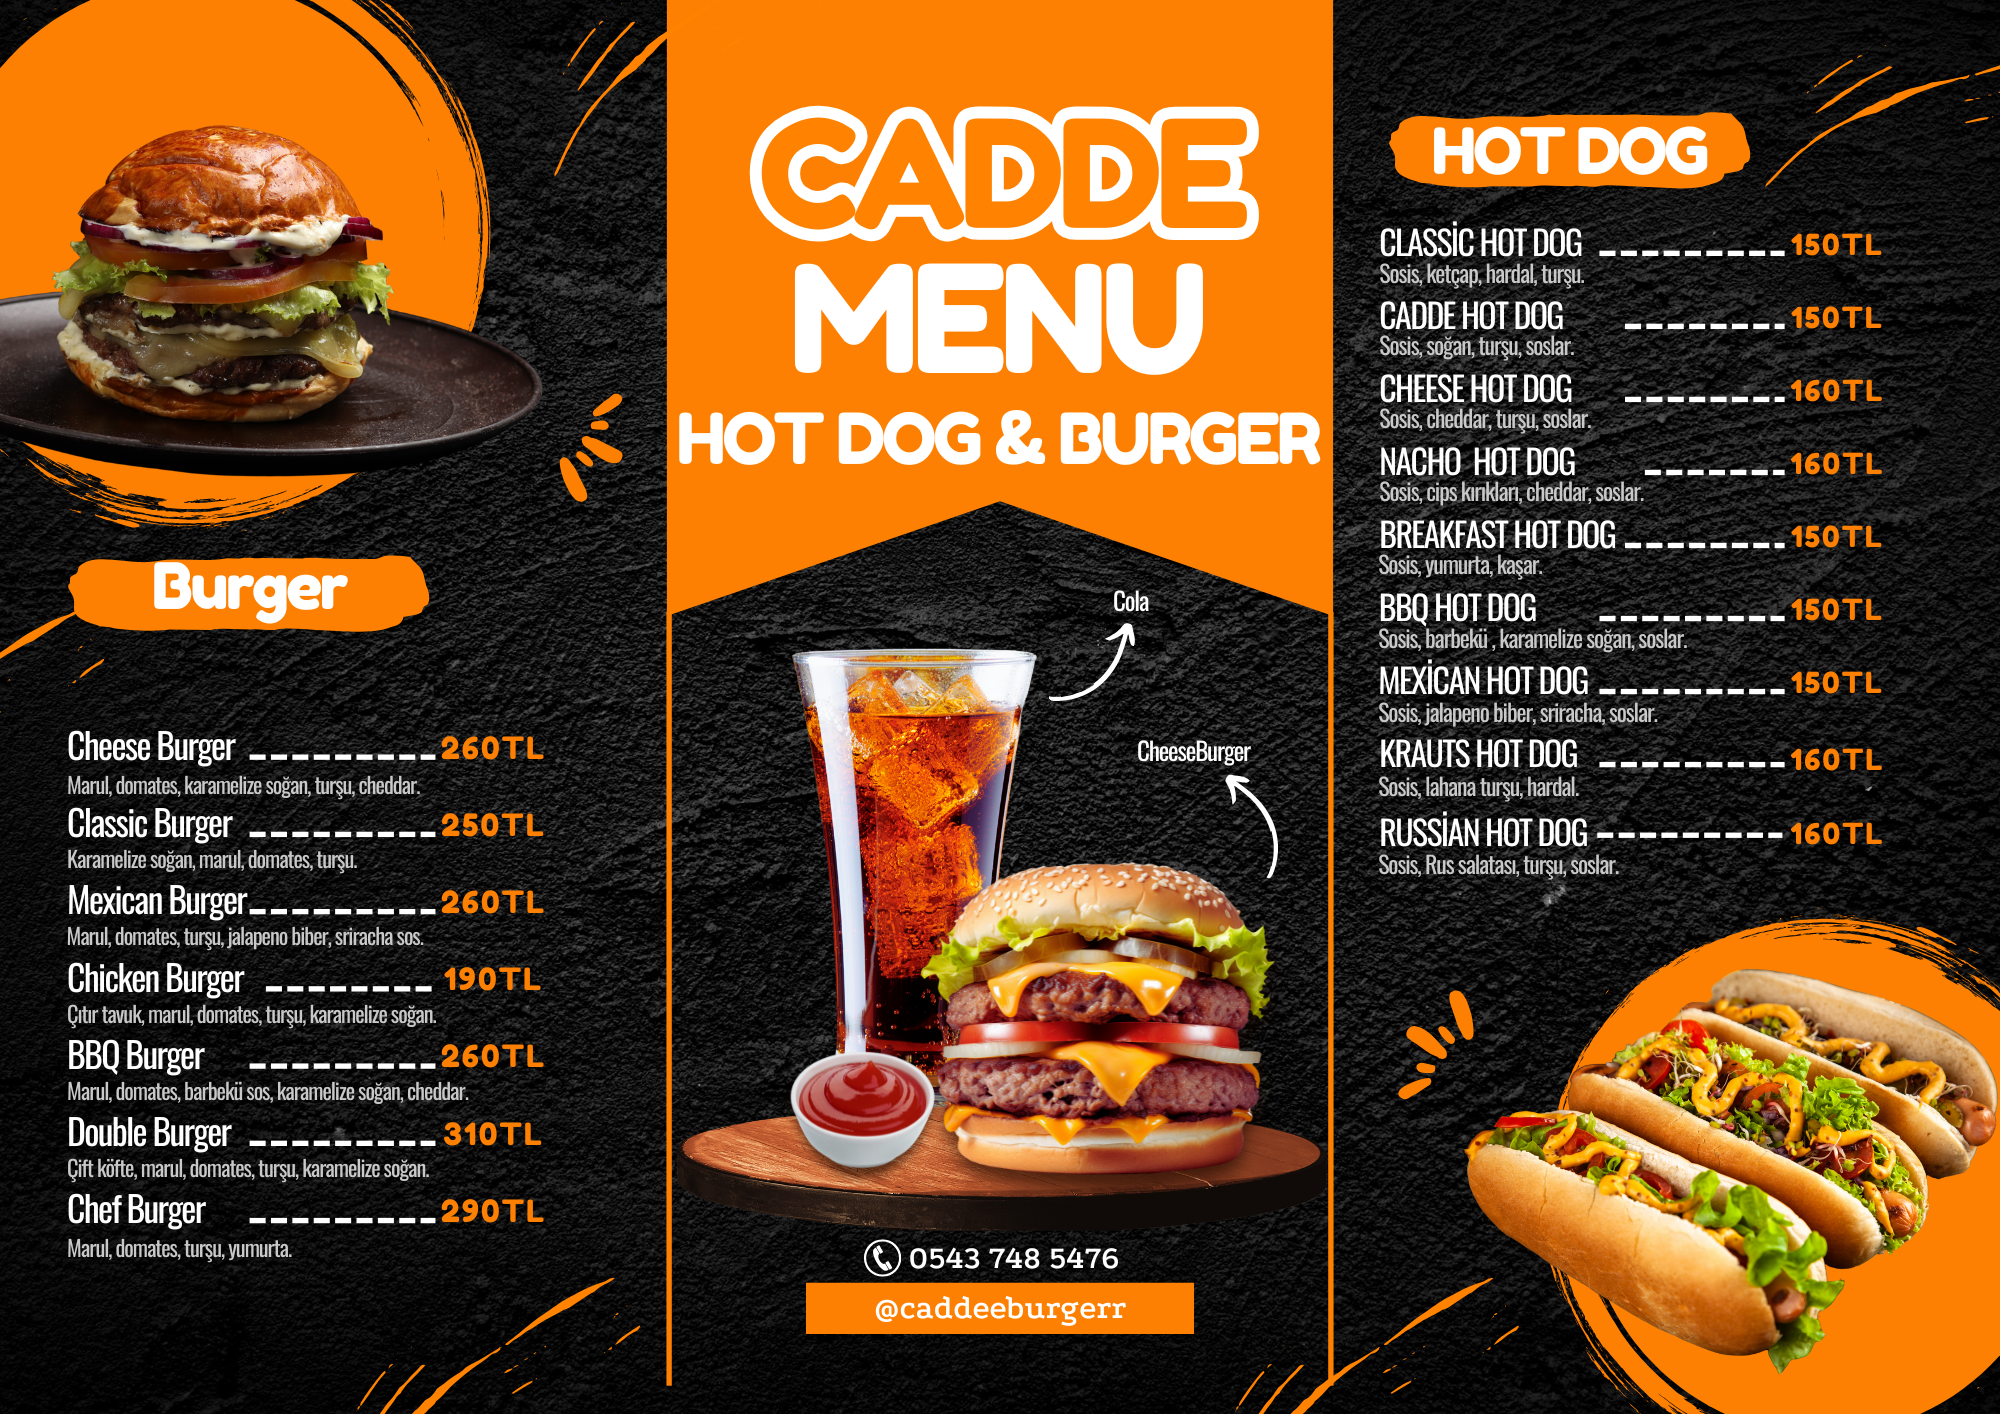 Burger
Cheese Burger 260TL
Marul, domates, karamelize soğan, turşu, cheddar.
Classic Burger 250TL
Karamelize soğan, marul, domates, turşu.
Mexican Burger 260TL
Marul, domates, turşu, jalapeno biber, sriracha sos.
Chicken Burger 190TL
Çıtır tavuk, marul, domates, turşu, karamelize soğan.
BBQ Burger 260TL
Marul, domates, barbekü sos, karamelize soğan, cheddar.
Double Burger 310TL
Çift köfte, marul, domates, turşu, karamelize soğan.
Chef Burger 290TL
Marul, domates, turşu, yumurta.
CADDE
MENU
HOT DOG & BURGER
Cola
CheeseBurger
0543 748 5476
@caddeeburgerr
HOT DOG
CLASSİC HOT DOG 150TL
Sosis, ketçap, hardal, turşu.
CADDE HOT DOG 150TL
Sosis, soğan, turşu, soslar.
CHEESE HOT DOG 160TL
Sosis, cheddar, turşu, soslar.
NACHO HOT DOG 160TL
Sosis, cips kırıkları, cheddar, soslar.
BREAKFAST HOT DOG 150TL
Sosis, yumurta, kaşar.
BBQ HOT DOG 150TL
Sosis, barbekü , karamelize soğan, soslar.
MEXİCAN HOT DOG 150TL
Sosis, jalapeno biber, sriracha, soslar.
KRAUTS HOT DOG 160TL
Sosis, lahana turşu, hardal.
RUSSİAN HOT DOG 160TL
Sosis, Rus salatası, turşu, soslar.